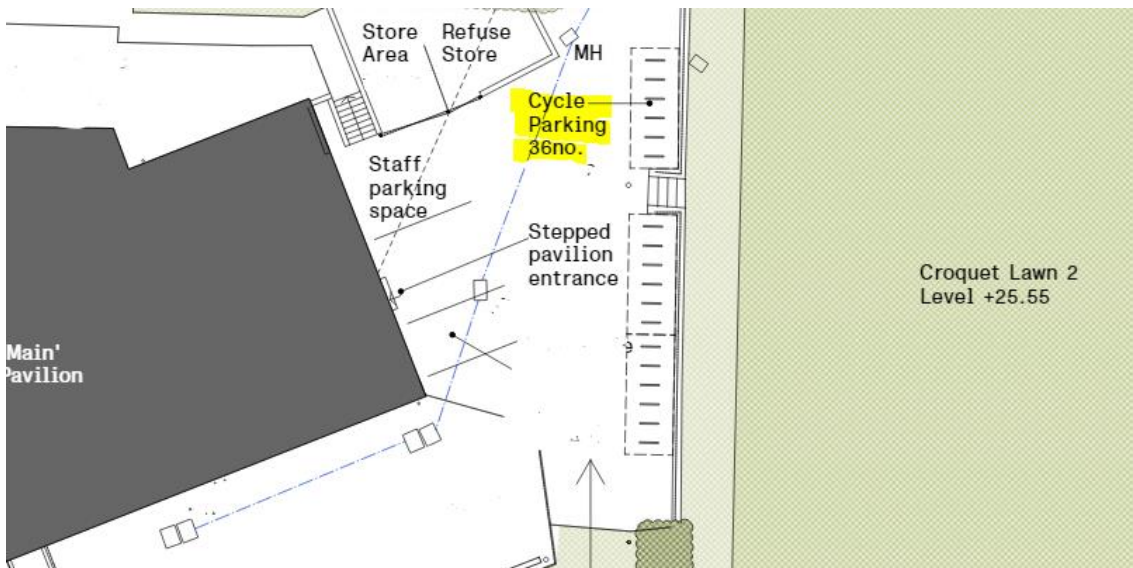 Store
Area
Refuse
Store
MH
Cycle
Parking
36no.
Staff
parking
space
Stepped
pavilion
entrance
Croquet Lawn 2
Level +25.55
Main'
Pavilion